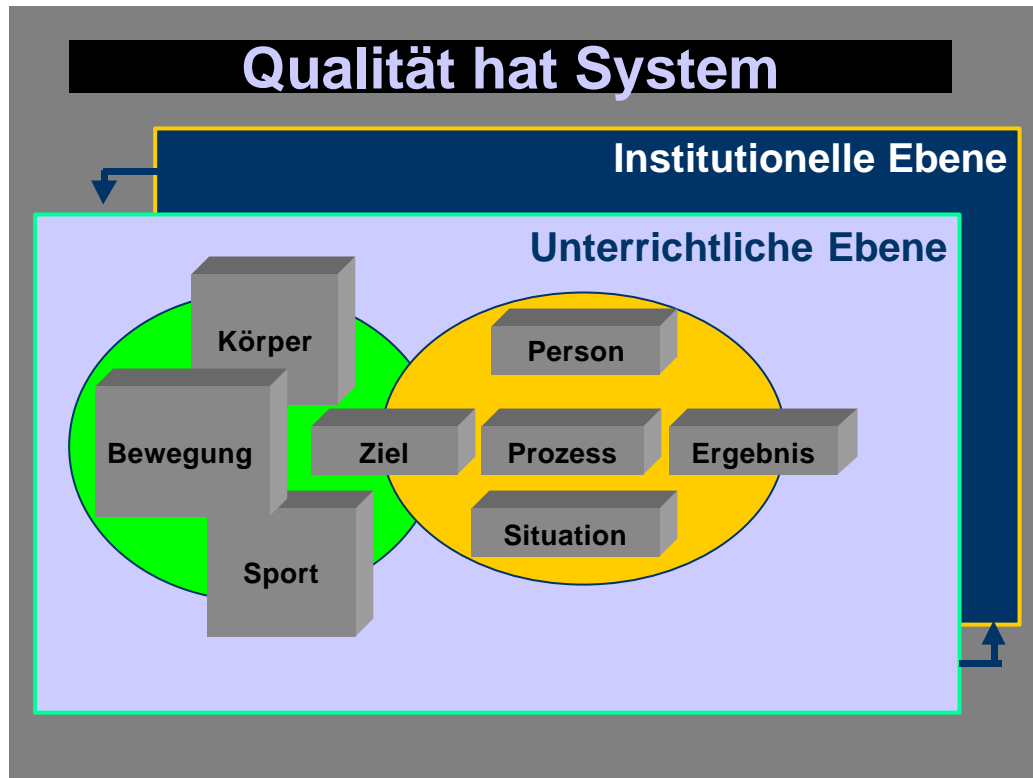 Qualität hat System
Institutionelle Ebene
Unterrichtliche Ebene
Körper
Person
Bewegung
Ziel
Prozess
Ergebnis
Situation
Sport